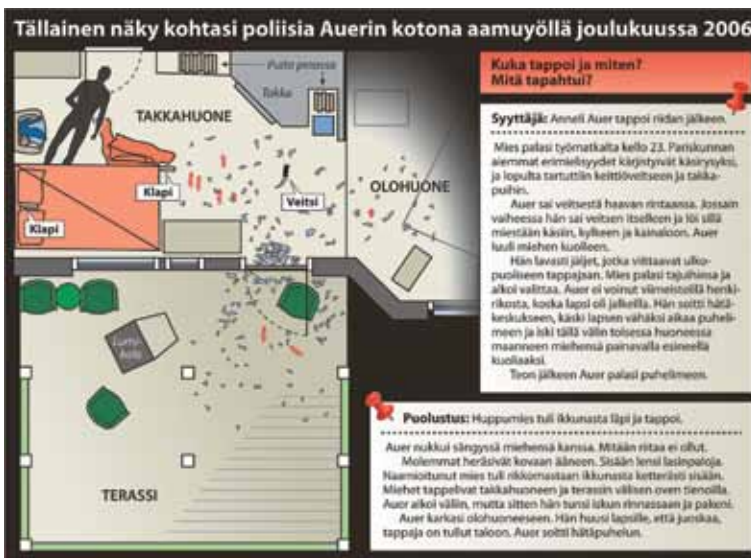 Tällainen näky kohtasi poliisia Auerin kotona aamuyöllä joulukuussa 2006
Puita pinossa
Takka
TAKKAHUONE
OLOHUONE
Klapi
Veitsi
Klapi
Lumi-
kola
TERASSI
Kuka tappoi ja miten?
Mitä tapahtui?
Syyttäjä: Anneli Auer tappoi riidan jälkeen.
Mies palasi työmatkalta kello 23. Pariskunnan
aiemmat erimielisyydet kärjistyivät käsirysyksi,
ja lopulta tartuttiin keittiöveitseen ja takka-
puihin.
Auer sai veitsestä haavan rintaansa. Jossain
vaiheessa hän sai veitsen itselleen ja löi sillä
miestään käsiin, kylkeen ja kainaloon. Auer
luuli miehen kuolleen.
Hän lavasti jäljet, jotka viittaavat ulko-
puoliseen tappajaan. Mies palasi tajuihinsa ja
alkoi valittaa. Auer ei voinut viimeistellä henki-
rikosta, koska lapsi oli jalkeilla. Hän soitti hätä-
keskukseen, käski lapsen vähäksi aikaa puheli-
meen ja iski tällä välin toisessa huoneessa
maanneen miehensä painavalla esineellä
kuoliaaksi.
Teon jälkeen Auer palasi puhelimeen.
Puolustus: Huppumies tuli ikkunasta läpi ja tappoi.
Auer nukkui sängyssä miehensä kanssa. Mitään riitaa ei ollut.
Molemmat heräsivät kovaan ääneen. Sisään lensi lasinpaloja.
Naamioitunut mies tuli rikkomastaan ikkunasta ketterästi sisään.
Miehet tappelivat takkahuoneen ja terassin välisen oven tienoilla.
Auer aikoi väliin, mutta sitten hän tunsi iskun rinnassaan ja pakeni.
Auer karkasi olohuoneeseen. Hän huusi lapsille, että juoskaa,
tappaja on tullut taloon. Auer soitti hätäpuhelun.